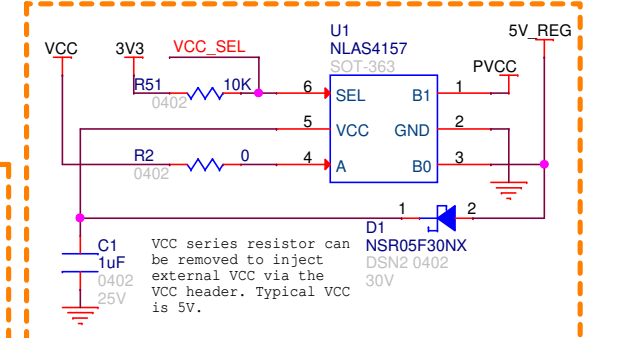 U1
NLAS4157
SOT-363
5V_REG
VCC
3V3
VCC_SEL
PVCC
R51
10K
0402
6
SEL
B1
1
5
VCC
GND
2
R2
0
0402
4
A
B0
3
1
2
D1
NSR05F30NX
DSN2 0402
30V
C1
1uF
0402
25V
VCC series resistor can
be removed to inject
external VCC via the
VCC header. Typical VCC
is 5V.